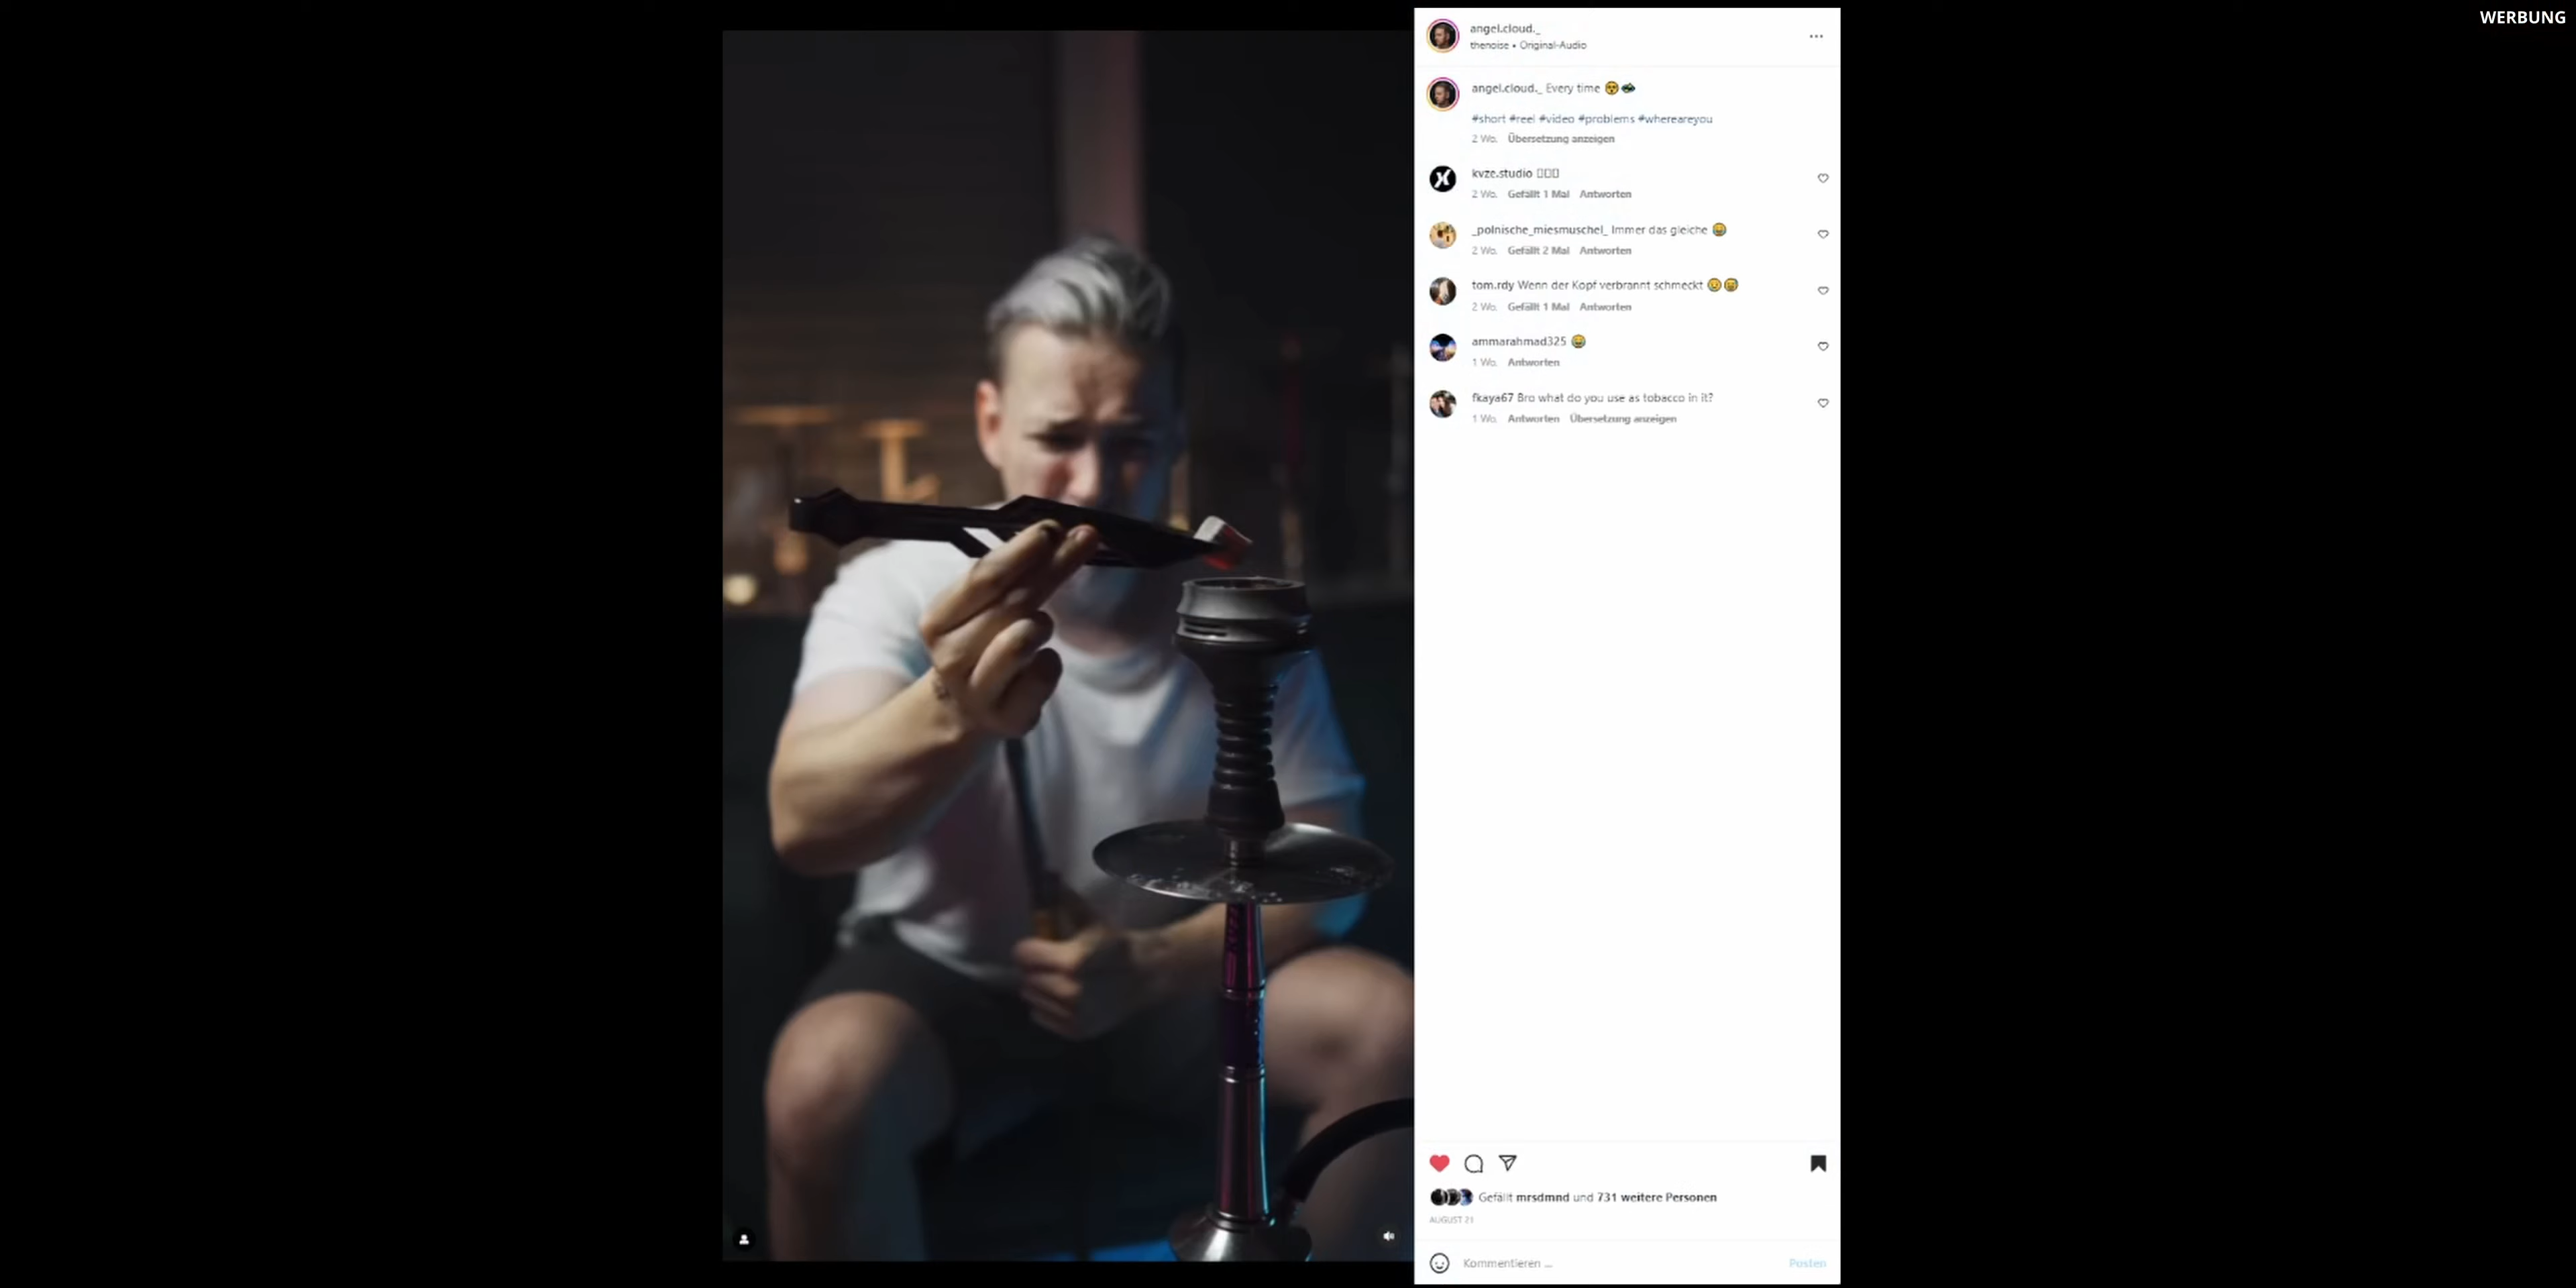 WERBUNG
angel.cloud._
thenoise • Original-Audio
angel.cloud._ Every time 😍
#short #reel #video #problems #whereareyou
2 Wo. Übersetzung anzeigen
kvze.studio
2 Wo. Gefällt 1 Mal Antworten
_polnische_miesmuschel_ Immer das gleiche 😂
2 Wo. Gefällt 2 Mal Antworten
tom.rdy Wenn der Kopf verbrannt schmeckt
2 Wo. Gefällt 1 Mal Antworten
ammarahmad325 😂
1 Wo. Antworten
fkaya67 Bro what do you use as tobacco in it?
1 Wo. Antworten Übersetzung anzeigen
Gefällt mrsdmnd und 731 weitere Personen
AUGUST 21
Kommentieren ...
Posten